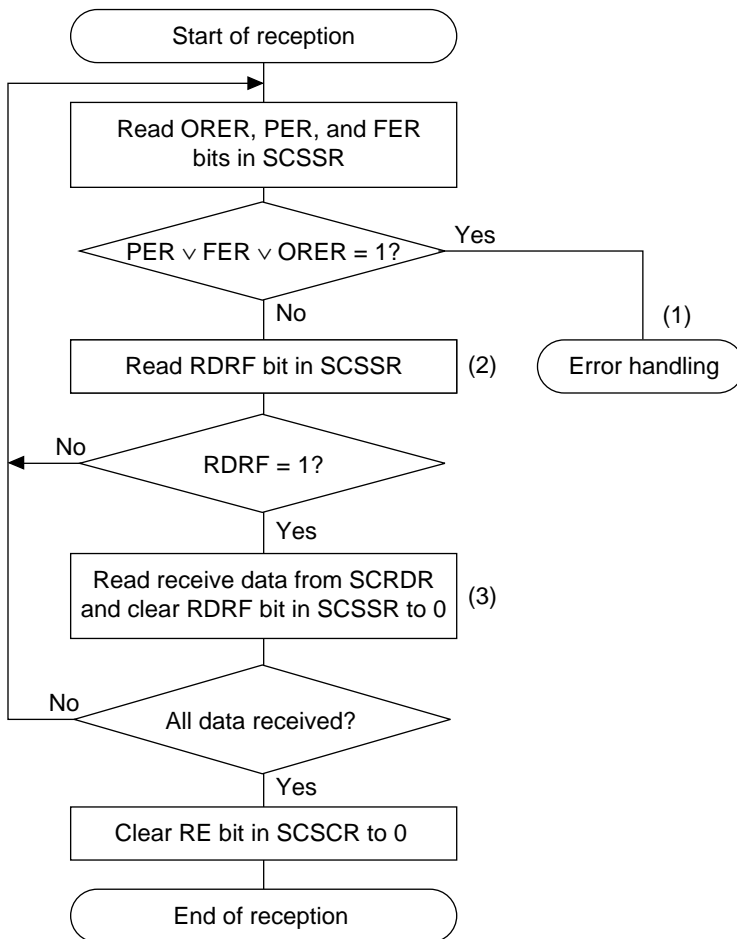 Start of reception
Read ORER, PER, and FER
bits in SCSSR
PER ∨ FER ∨ ORER = 1?
Yes
No
(1)
Error handling
Read RDRF bit in SCSSR
(2)
RDRF = 1?
No
Yes
Read receive data from SCRDR
and clear RDRF bit in SCSSR to 0
(3)
All data received?
No
Yes
Clear RE bit in SCSCR to 0
End of reception